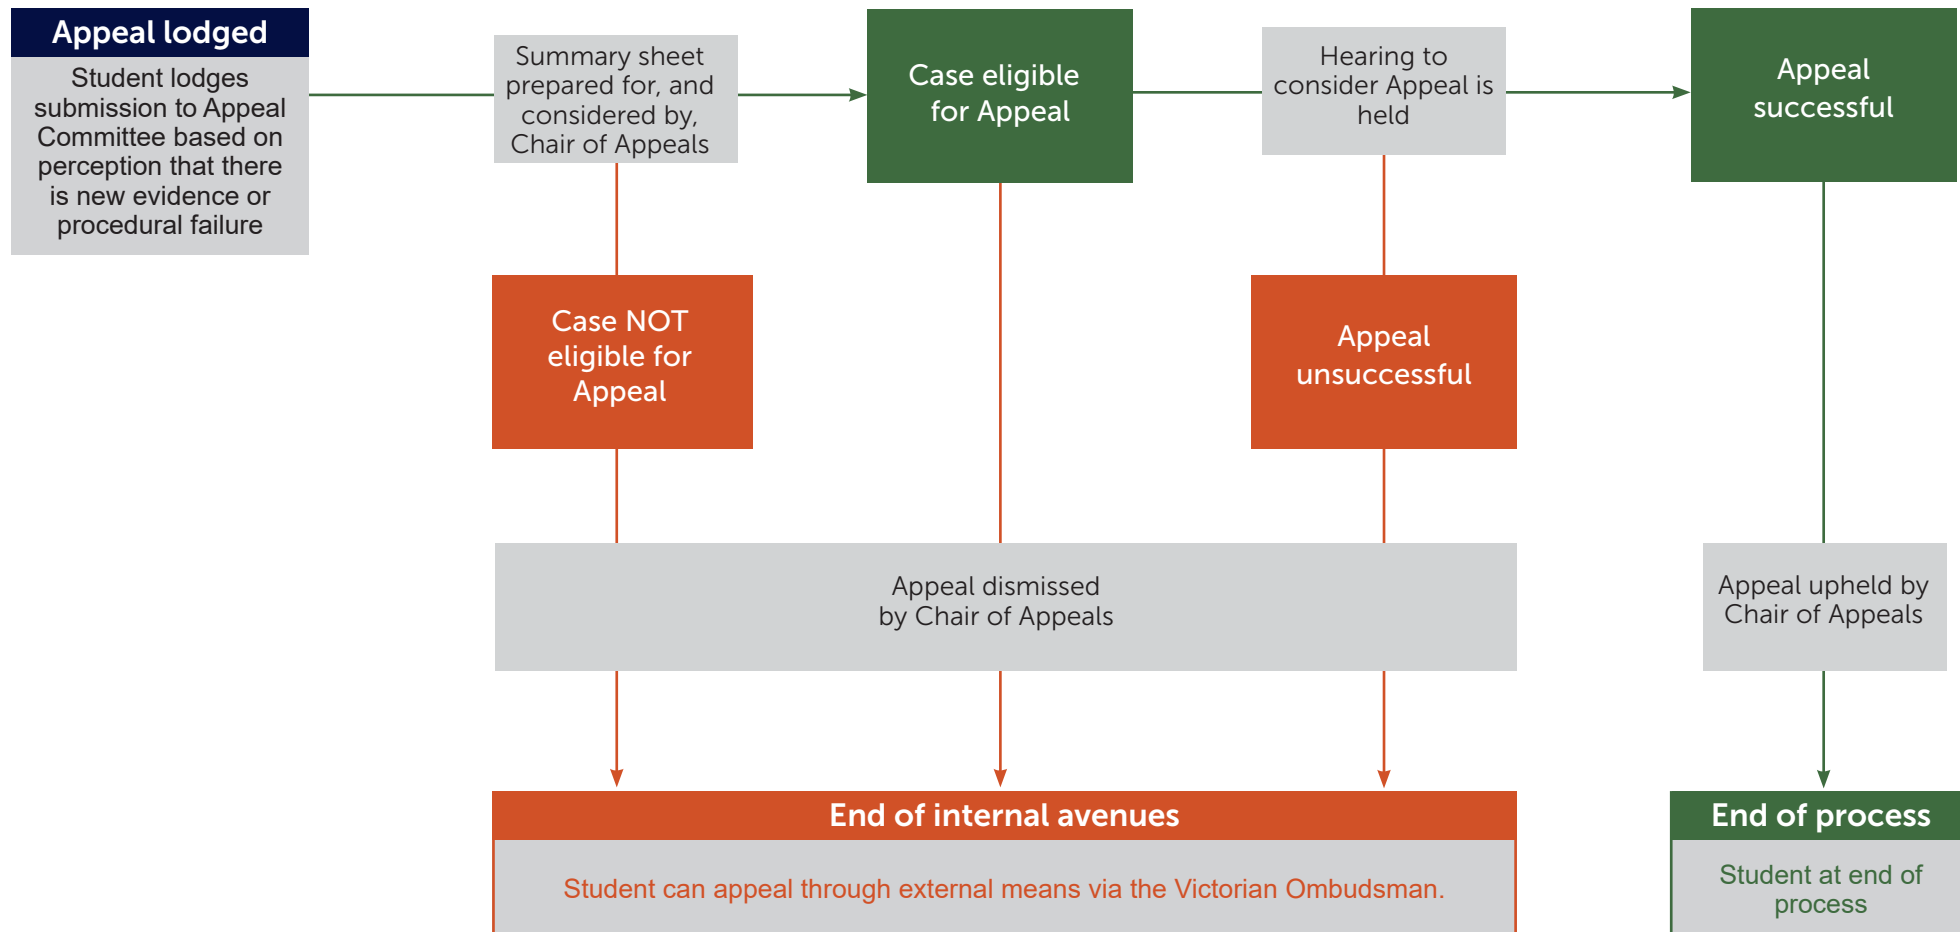 Appeal lodged
Student lodges
submission to Appeal
Committee based on
perception that there
is new evidence or
procedural failure
Summary sheet
prepared for, and
considered by,
Chair of Appeals
Case eligible
for Appeal
Hearing to
consider Appeal is
held
Appeal
successful
Case NOT
eligible for
Appeal
Appeal
unsuccessful
Appeal dismissed
by Chair of Appeals
Appeal upheld by
Chair of Appeals
End of internal avenues
Student can appeal through external means via the Victorian Ombudsman.
End of process
Student at end of
process